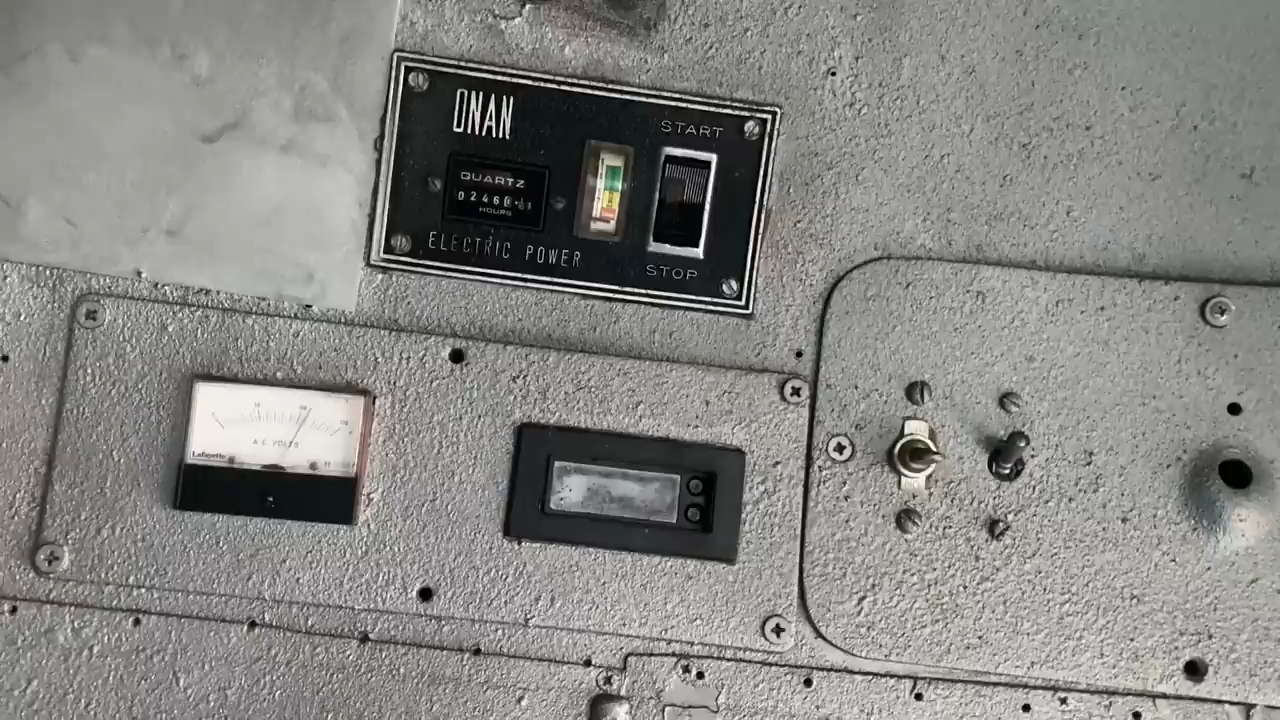 ONAN
START
QUARTZ
HOURS
ELECTRIC POWER
STOP
A C VOLTS
Lafayette